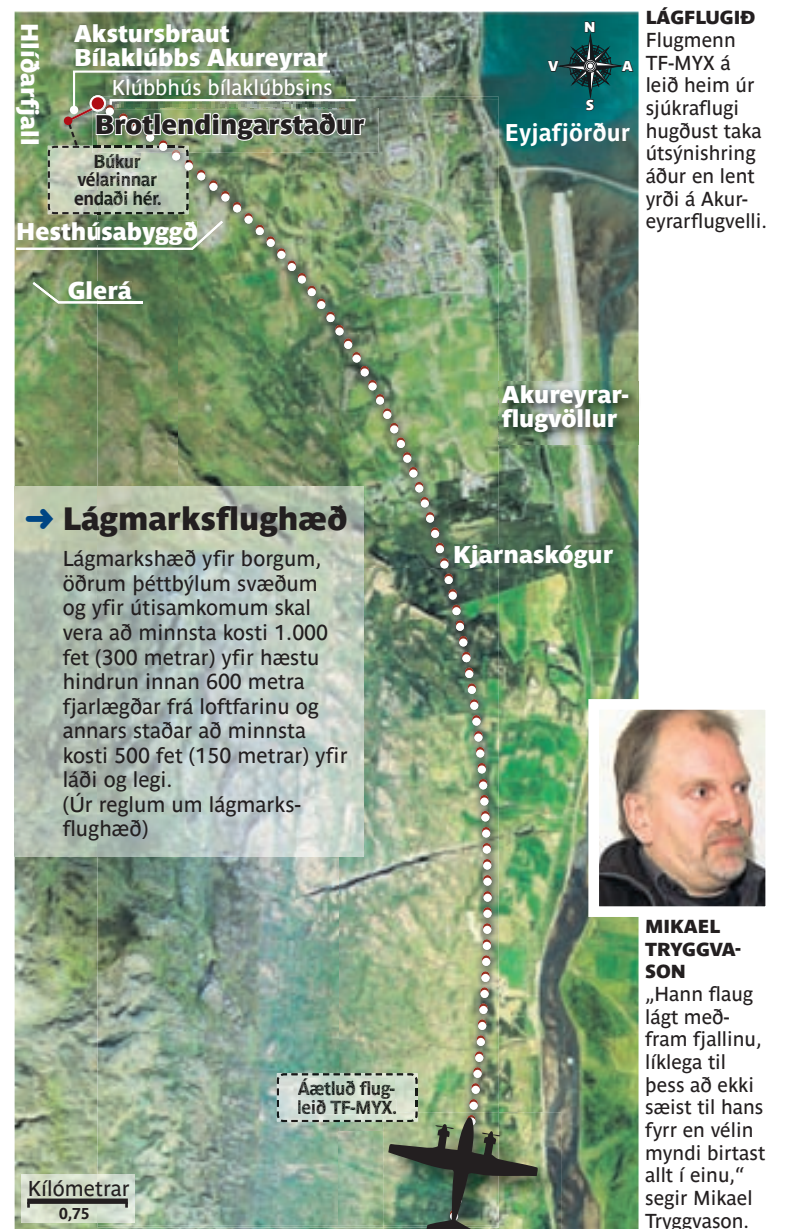 Hlíðarfjall
Akstursbraut
Bílaklúbbs Akureyrar
Klúbbhús bílaklúbbsins
Brotlendingarstaður
Búkur
vélarinnar
endaði hér.
Hesthúsabyggð
Glerá
N
V
A
S
Eyjafjörður
Akureyrar-
flugvöllur
Kjarnaskógur
➜ Lágmarksflughæð
Lágmarkshæð yfir borgum,
öðrum þéttbýlum svæðum
og yfir útisamkomum skal
vera að minnsta kosti 1.000
fet (300 metrar) yfir hæstu
hindrun innan 600 metra
fjarlægðar frá loftfarinu og
annars staðar að minnsta
kosti 500 fet (150 metrar) yfir
láði og legi.
(Úr reglum um lágmarks-
flughæð)
Áætluð flug-
leið TF-MYX.
Kílómetrar
0,75
LÁGFLUGIÐ
Flugmenn
TF-MYX á
leið heim úr
sjúkraflugi
hugðust taka
útsýnishring
áður en lent
yrði á Akur-
eyrarflugvelli.
MIKAEL
TRYGGVA-
SON
„Hann flaug
lágt með-
fram fjallinu,
líklega til
þess að ekki
sæist til hans
fyrr en vélin
myndi birtast
allt í einu,“
segir Mikael
Tryggvason.